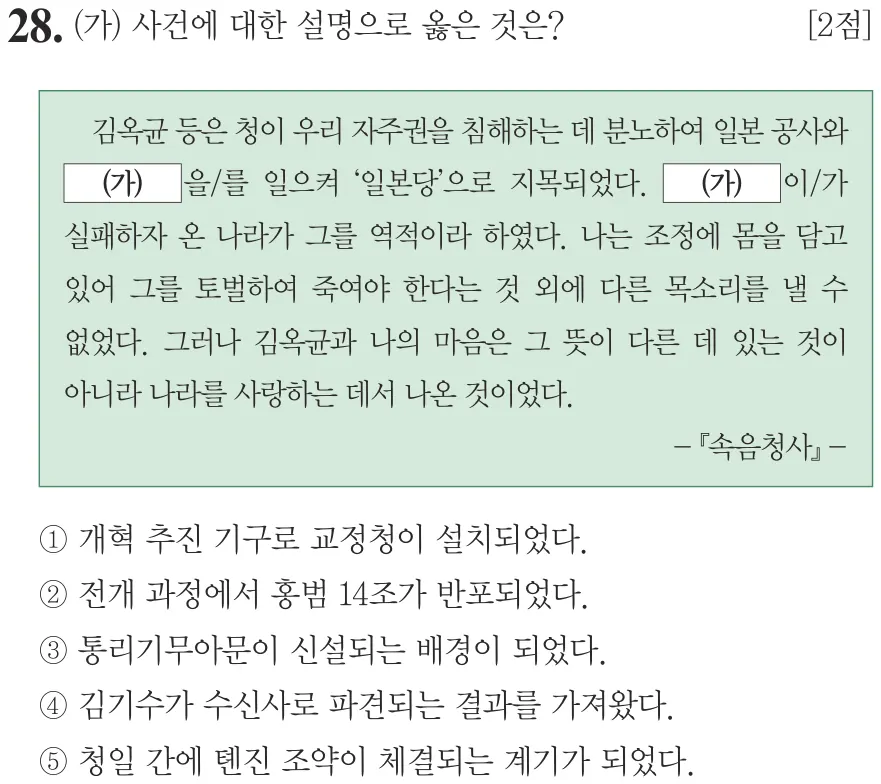 28. (가) 사건에 대한 설명으로 옳은 것은? [2점]
김옥균 등은 청이 우리 자주권을 침해하는 데 분노하여 일본 공사와
(가) 을/를 일으켜 ‘일본당’으로 지목되었다. (가) 이/가
실패하자 온 나라가 그를 역적이라 하였다. 나는 조정에 몸을 담고
있어 그를 토벌하여 죽여야 한다는 것 외에 다른 목소리를 낼 수
없었다. 그러나 김옥균과 나의 마음은 그 뜻이 다른 데 있는 것이
아니라 나라를 사랑하는 데서 나온 것이었다.
－『속음청사』－
① 개혁 추진 기구로 교정청이 설치되었다.
② 전개 과정에서 홍범 14조가 반포되었다.
③ 통리기무아문이 신설되는 배경이 되었다.
④ 김기수가 수신사로 파견되는 결과를 가져왔다.
⑤ 청일 간에 톈진 조약이 체결되는 계기가 되었다.